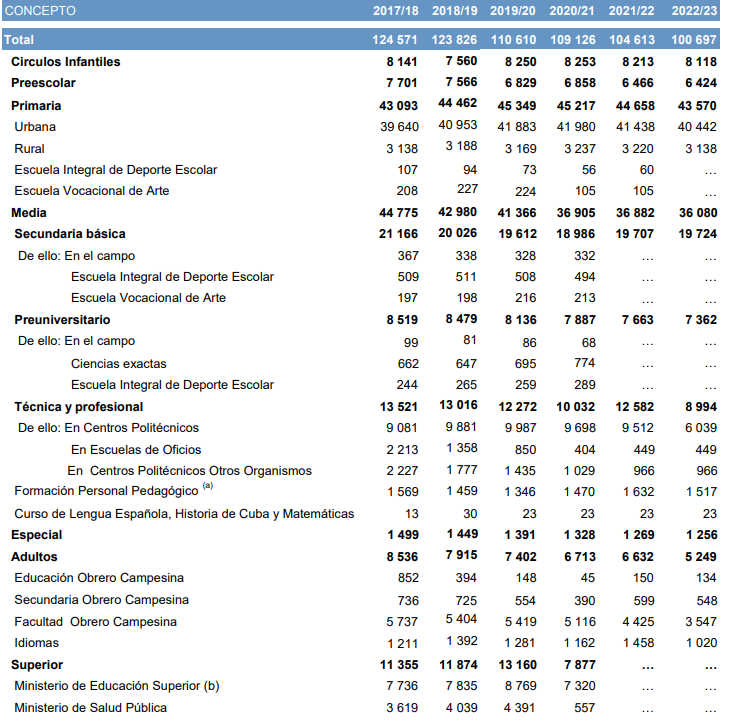 CONCEPTO 2017/18 2018/19 2019/20 2020/21 2021/22 2022/23
Total 124 571 123 826 110 610 109 126 104 613 100 697
Circulos Infantiles 8 141 7 560 8 250 8 253 8 213 8 118
Preescolar 7 701 7 566 6 829 6 858 6 466 6 424
Primaria 43 093 44 462 45 349 45 217 44 658 43 570
Urbana 39 640 40 953 41 883 41 980 41 438 40 442
Rural 3 138 3 188 3 169 3 237 3 220 3 138
Escuela Integral de Deporte Escolar 107 94 73 56 60 …
Escuela Vocacional de Arte 208 227 224 105 105 …
Media 44 775 42 980 41 366 36 905 36 882 36 080
Secundaria básica 21 166 20 026 19 612 18 986 19 707 19 724
De ello: En el campo 367 338 328 332 … …
Escuela Integral de Deporte Escolar 509 511 508 494 … …
Escuela Vocacional de Arte 197 198 216 213 … …
Preuniversitario 8 519 8 479 8 136 7 887 7 663 7 362
De ello: En el campo 99 81 86 68 … …
Ciencias exactas 662 647 695 774 … …
Escuela Integral de Deporte Escolar 244 265 259 289 … …
Técnica y profesional 13 521 13 016 12 272 10 032 12 582 8 994
De ello: En Centros Politécnicos 9 081 9 881 9 987 9 698 9 512 6 039
En Escuelas de Oficios 2 213 1 358 850 404 449 449
En Centros Politécnicos Otros Organismos 2 227 1 777 1 435 1 029 966 966
Formación Personal Pedagógico (a) 1 569 1 459 1 346 1 470 1 632 1 517
Curso de Lengua Española, Historia de Cuba y Matemáticas 13 30 23 23 23 23
Especial 1 499 1 449 1 391 1 328 1 269 1 256
Adultos 8 536 7 915 7 402 6 713 6 632 5 249
Educación Obrero Campesina 852 394 148 45 150 134
Secundaria Obrero Campesina 736 725 554 390 599 548
Facultad Obrero Campesina 5 737 5 404 5 419 5 116 4 425 3 547
Idiomas 1 211 1 392 1 281 1 162 1 458 1 020
Superior 11 355 11 874 13 160 7 877 … …
Ministerio de Educación Superior (b) 7 736 7 835 8 769 7 320 … …
Ministerio de Salud Pública 3 619 4 039 4 391 557 … …